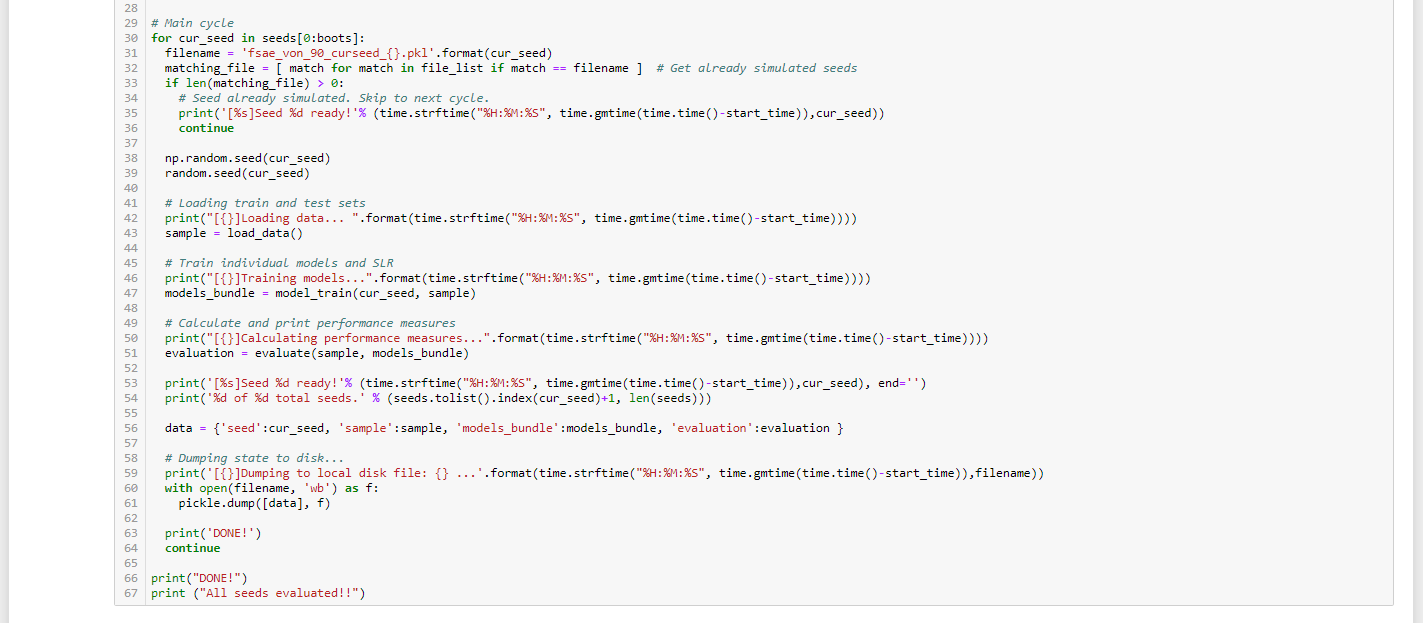 28
29 # Main cycle
30 for cur_seed in seeds[0:boots]:
31   filename = 'fsae_von_90_curseed_{}.pkl'.format(cur_seed)
32   matching_file = [ match for match in file_list if match == filename ]  # Get already simulated seeds
33   if len(matching_file) > 0:
34     # Seed already simulated. Skip to next cycle.
35     print('[%s]Seed %d ready!'% (time.strftime("%H:%M:%S", time.gmtime(time.time()-start_time)),cur_seed))
36     continue
37
38   np.random.seed(cur_seed)
39   random.seed(cur_seed)
40
41   # Loading train and test sets
42   print("[{}]Loading data... ".format(time.strftime("%H:%M:%S", time.gmtime(time.time()-start_time))))
43   sample = load_data()
44
45   # Train individual models and SLR
46   print("[{}]Training models...".format(time.strftime("%H:%M:%S", time.gmtime(time.time()-start_time))))
47   models_bundle = model_train(cur_seed, sample)
48
49   # Calculate and print performance measures
50   print("[{}]Calculating performance measures...".format(time.strftime("%H:%M:%S", time.gmtime(time.time()-start_time))))
51   evaluation = evaluate(sample, models_bundle)
52
53   print('[%s]Seed %d ready!'% (time.strftime("%H:%M:%S", time.gmtime(time.time()-start_time)),cur_seed), end='')
54   print('%d of %d total seeds.' % (seeds.tolist().index(cur_seed)+1, len(seeds)))
55
56   data = {'seed':cur_seed, 'sample':sample, 'models_bundle':models_bundle, 'evaluation':evaluation }
57
58   # Dumping state to disk...
59   print('[{}]Dumping to local disk file: {} ...'.format(time.strftime("%H:%M:%S", time.gmtime(time.time()-start_time)),filename))
60   with open(filename, 'wb') as f:
61     pickle.dump([data], f)
62
63   print('DONE!')
64   continue
65
66 print("DONE!")
67 print ("All seeds evaluated!!")